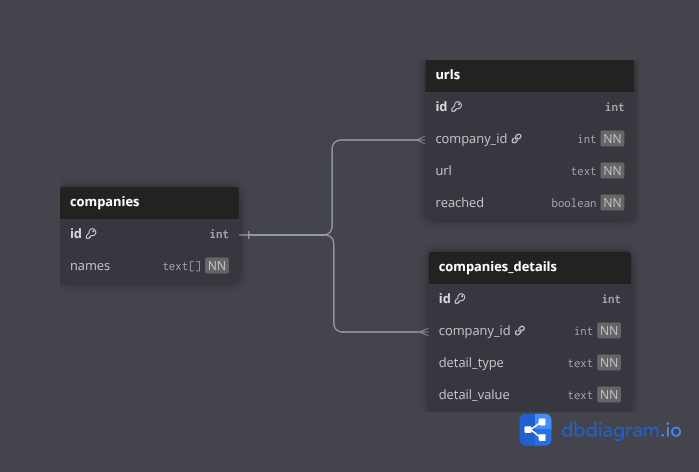 companies
id int
names text[] NN
urls
id int
company_id int NN
url text NN
reached boolean NN
companies_details
id int
company_id int NN
detail_type text NN
detail_value text NN
dbdiagram.io